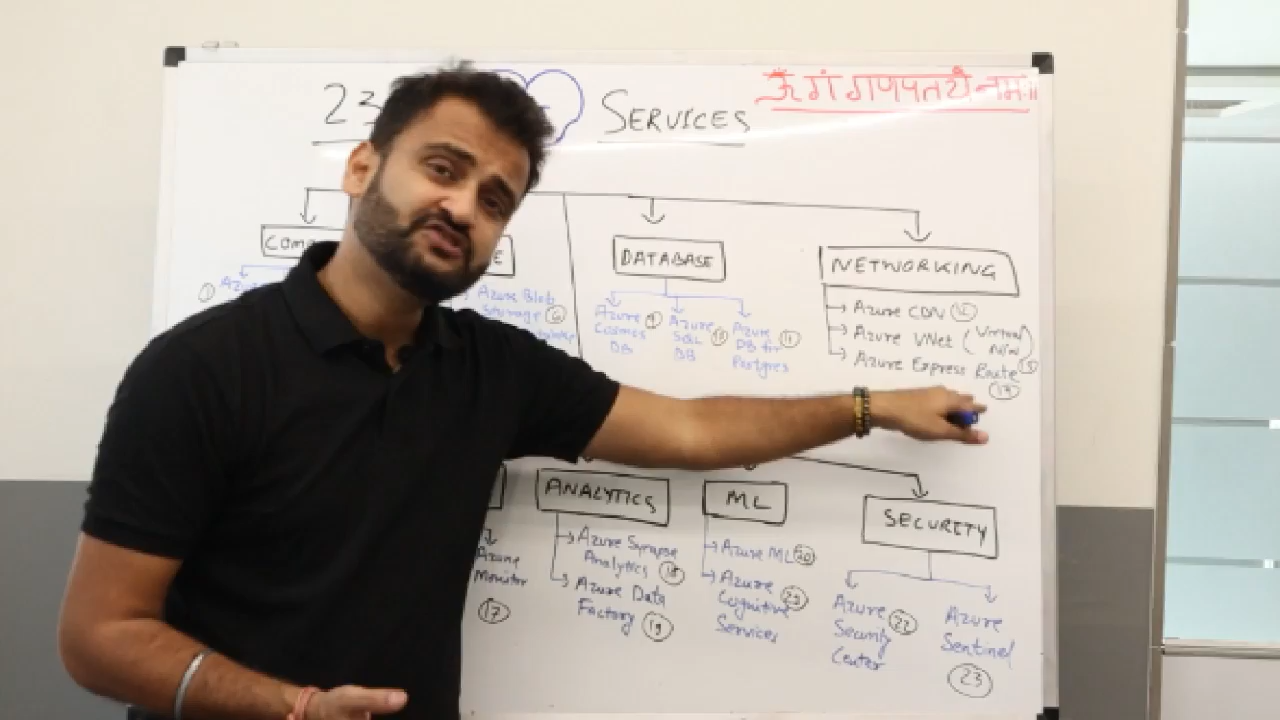 23
SERVICES
ॐ गं गणपतये नमः॥
DATABASE
NETWORKING
Azure Blob
Storage 6
Azure
Cosmos
DB
Azure
SQL
DB
Azure
DB for
Postgres
11
Azure CDN 12
Azure VNet (Virtual
N/w)
Azure Express Route
ANALYTICS
ML
SECURITY
Azure
Monitor
17
Azure Synapse
Analytics 18
Azure Data
Factory 19
Azure ML 20
Azure
Cognitive
Services
Azure
Security
Center
22
Azure
Sentinel
23